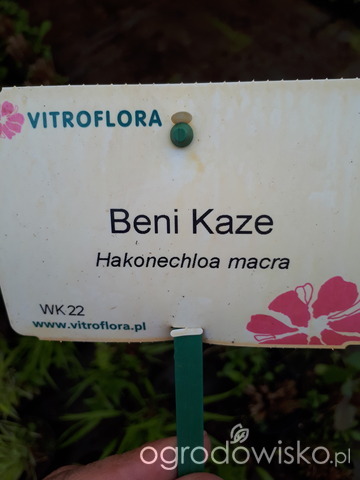 VITROFLORA
Beni Kaze
Hakonechloa macra
WK 22
www.vitroflora.pl
ogrodowisko.pl